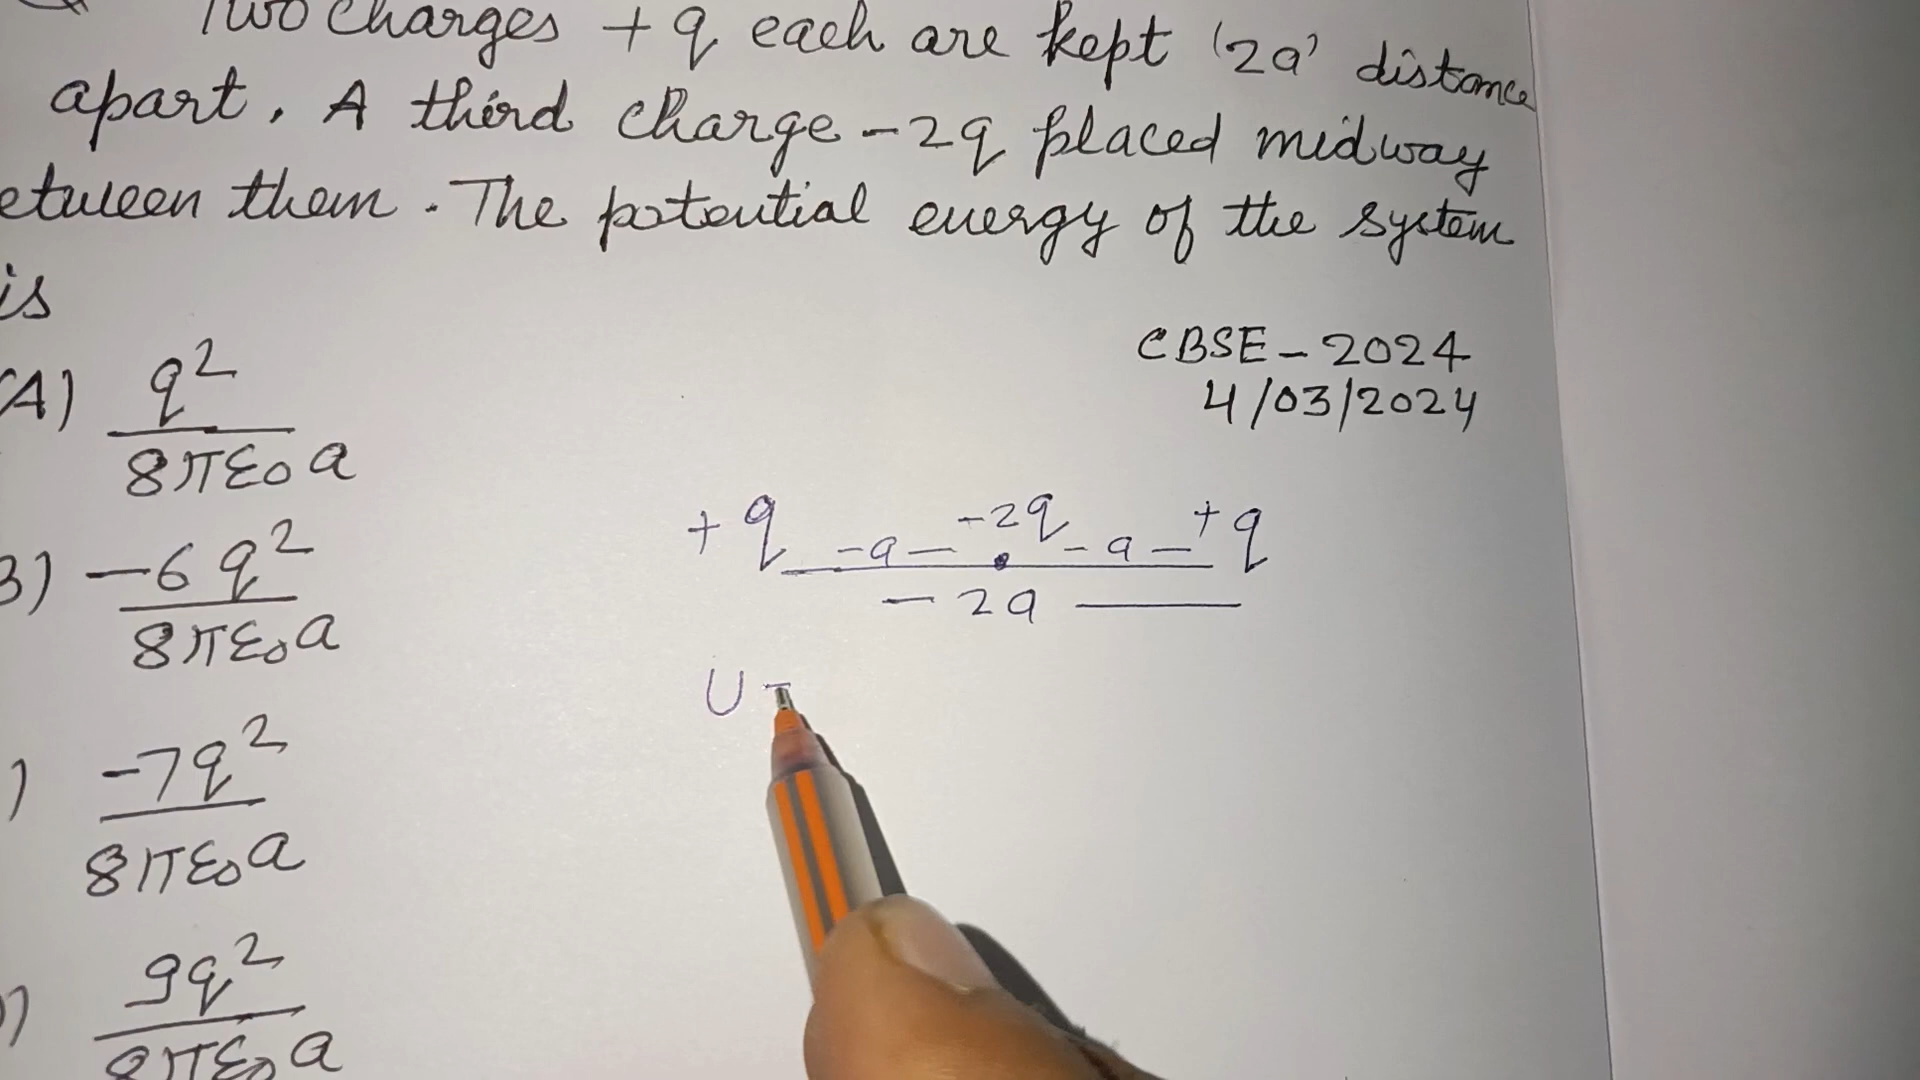 Two charges +q each are kept '2a' distance
apart. A third charge -2q placed midway
etween them. The potential energy of the system
is
CBSE-2024
4/03/2024
(A) q²/8πε₀a
B) -6q²/8πε₀a
) -7q²/8πε₀a
) 9q²/8πε₀a
+q -a- -2q -a- +q
- 2a -
U =